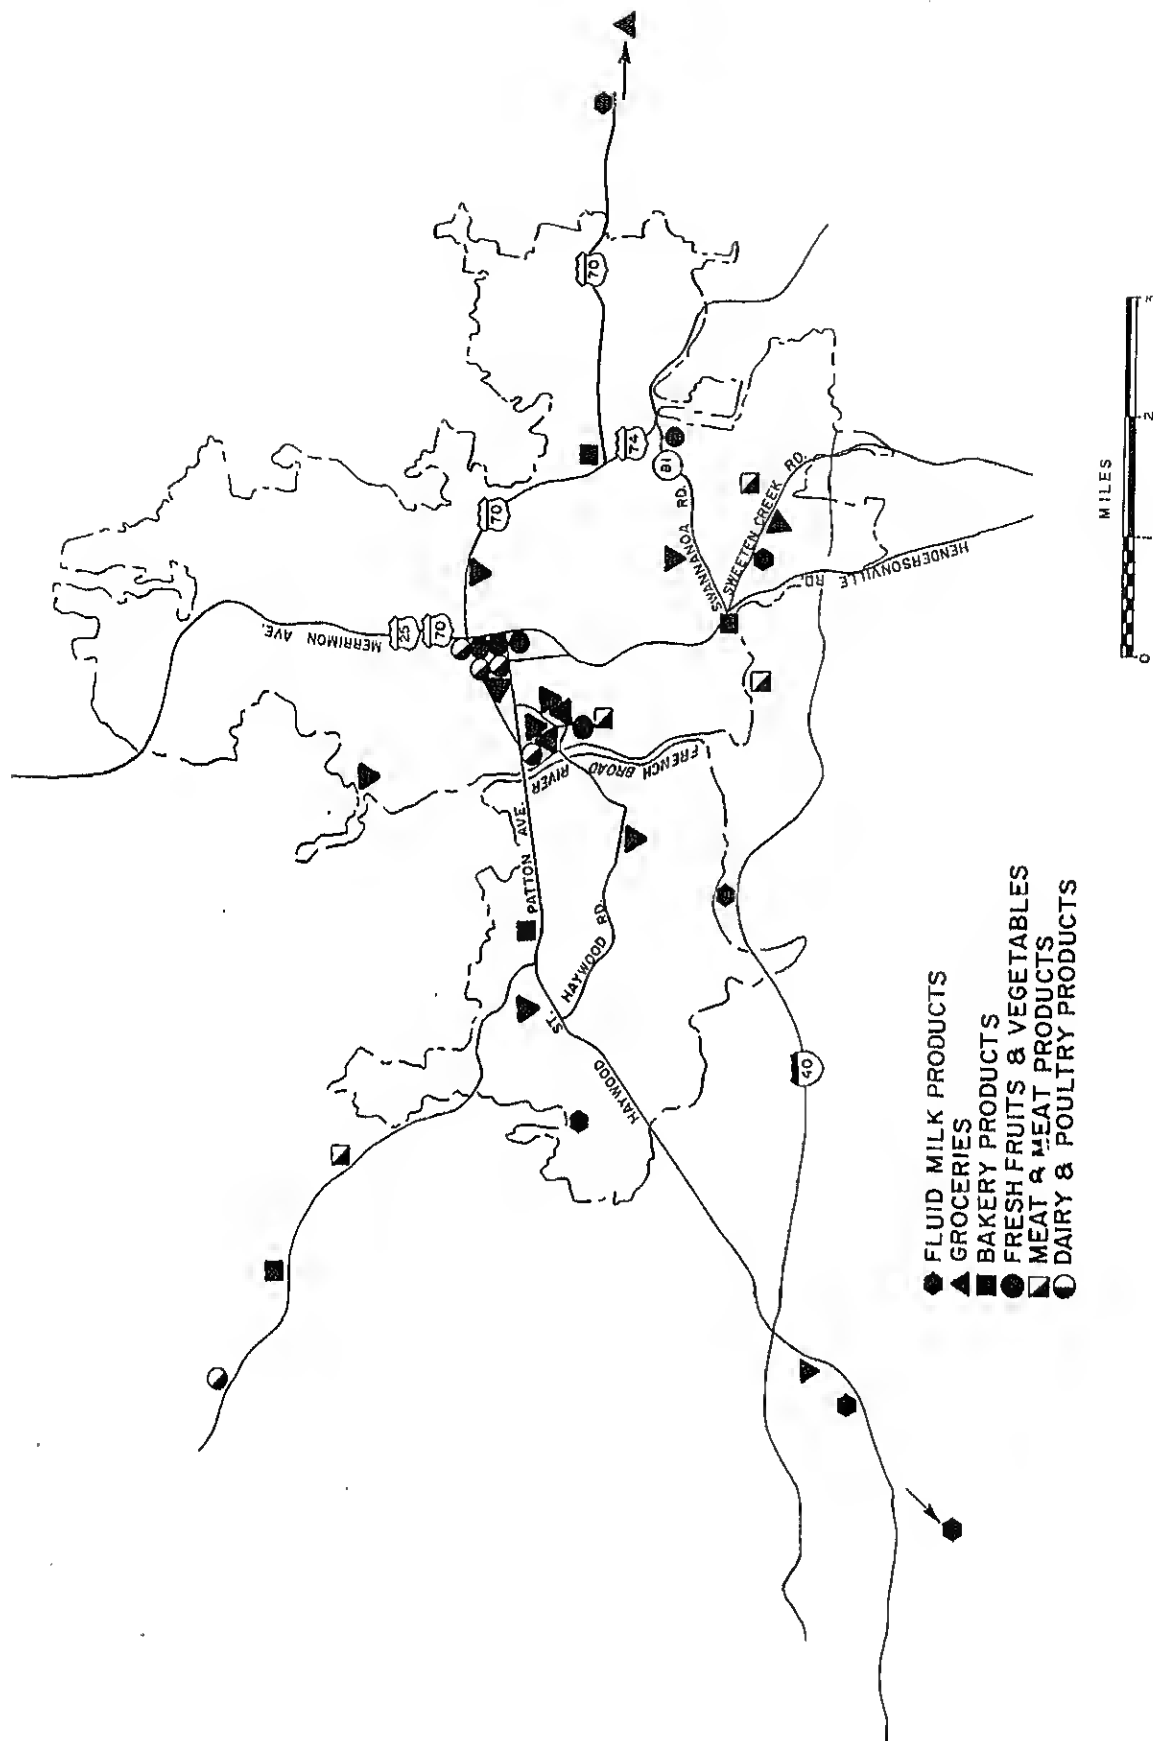 MERRIMON AVE.
25
70
70
70
74
81
SWANNANOA RD.
SWEETEN CREEK RD.
HENDERSONVILLE RD.
FRENCH BROAD
RIVER
PATTON AVE.
HAYWOOD RD.
ST.
HAYWOOD
40
MILES
0
1
2
FLUID MILK PRODUCTS
GROCERIES
BAKERY PRODUCTS
FRESH FRUITS & VEGETABLES
MEAT & MEAT PRODUCTS
DAIRY & POULTRY PRODUCTS